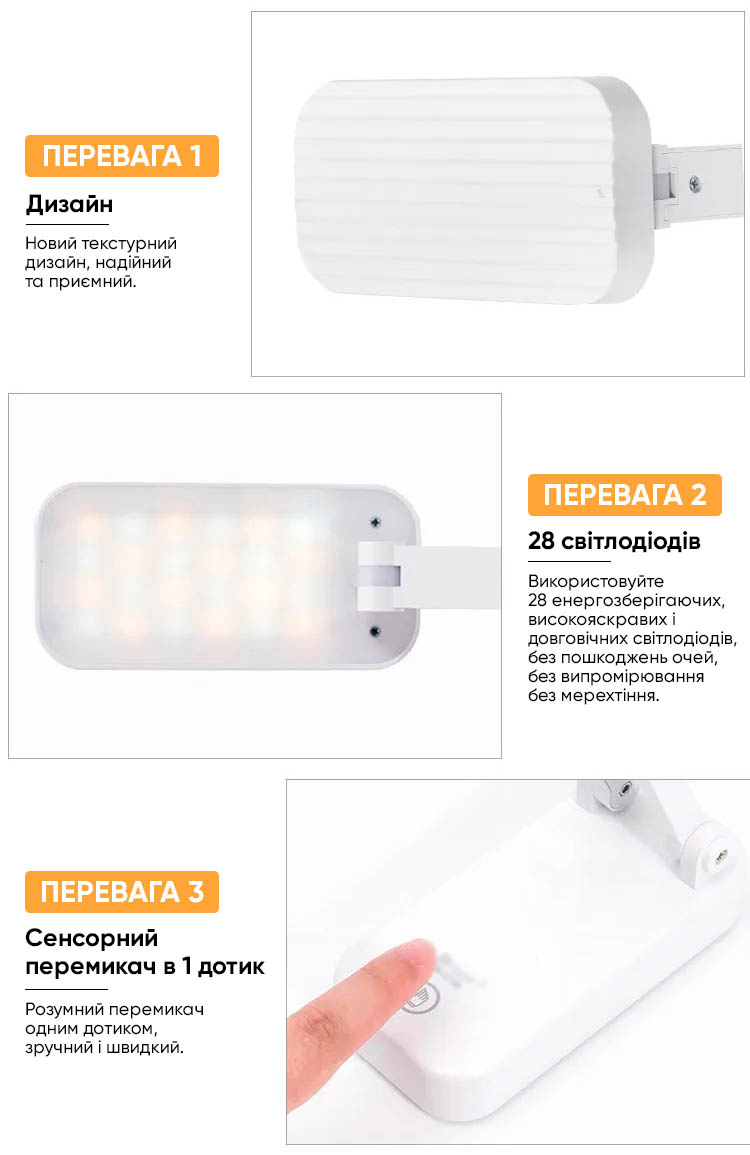 ПЕРЕВАГА 1
Дизайн
Новий текстурний
дизайн, надійний
та приємний.
ПЕРЕВАГА 2
28 світлодіодів
Використовуйте
28 енергозберігаючих,
високояскравих і
довговічних світлодіодів,
без пошкоджень очей,
без випромірювання
без мерехтіння.
ПЕРЕВАГА 3
Сенсорний
перемикач в 1 дотик
Розумний перемикач
одним дотиком,
зручний і швидкий.